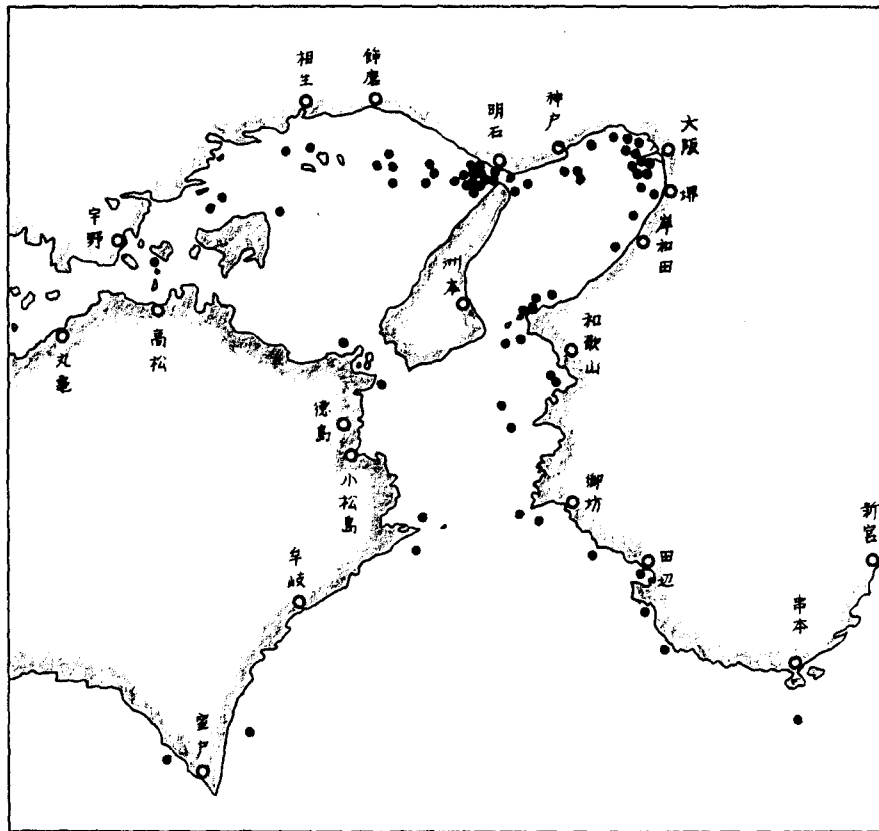 相生
飾磨
明石
神戸
大阪
堺
岸和田
宇野
洲本
高松
丸亀
和歌山
徳島
小松島
御坊
新宮
田辺
牟岐
串本
室戸